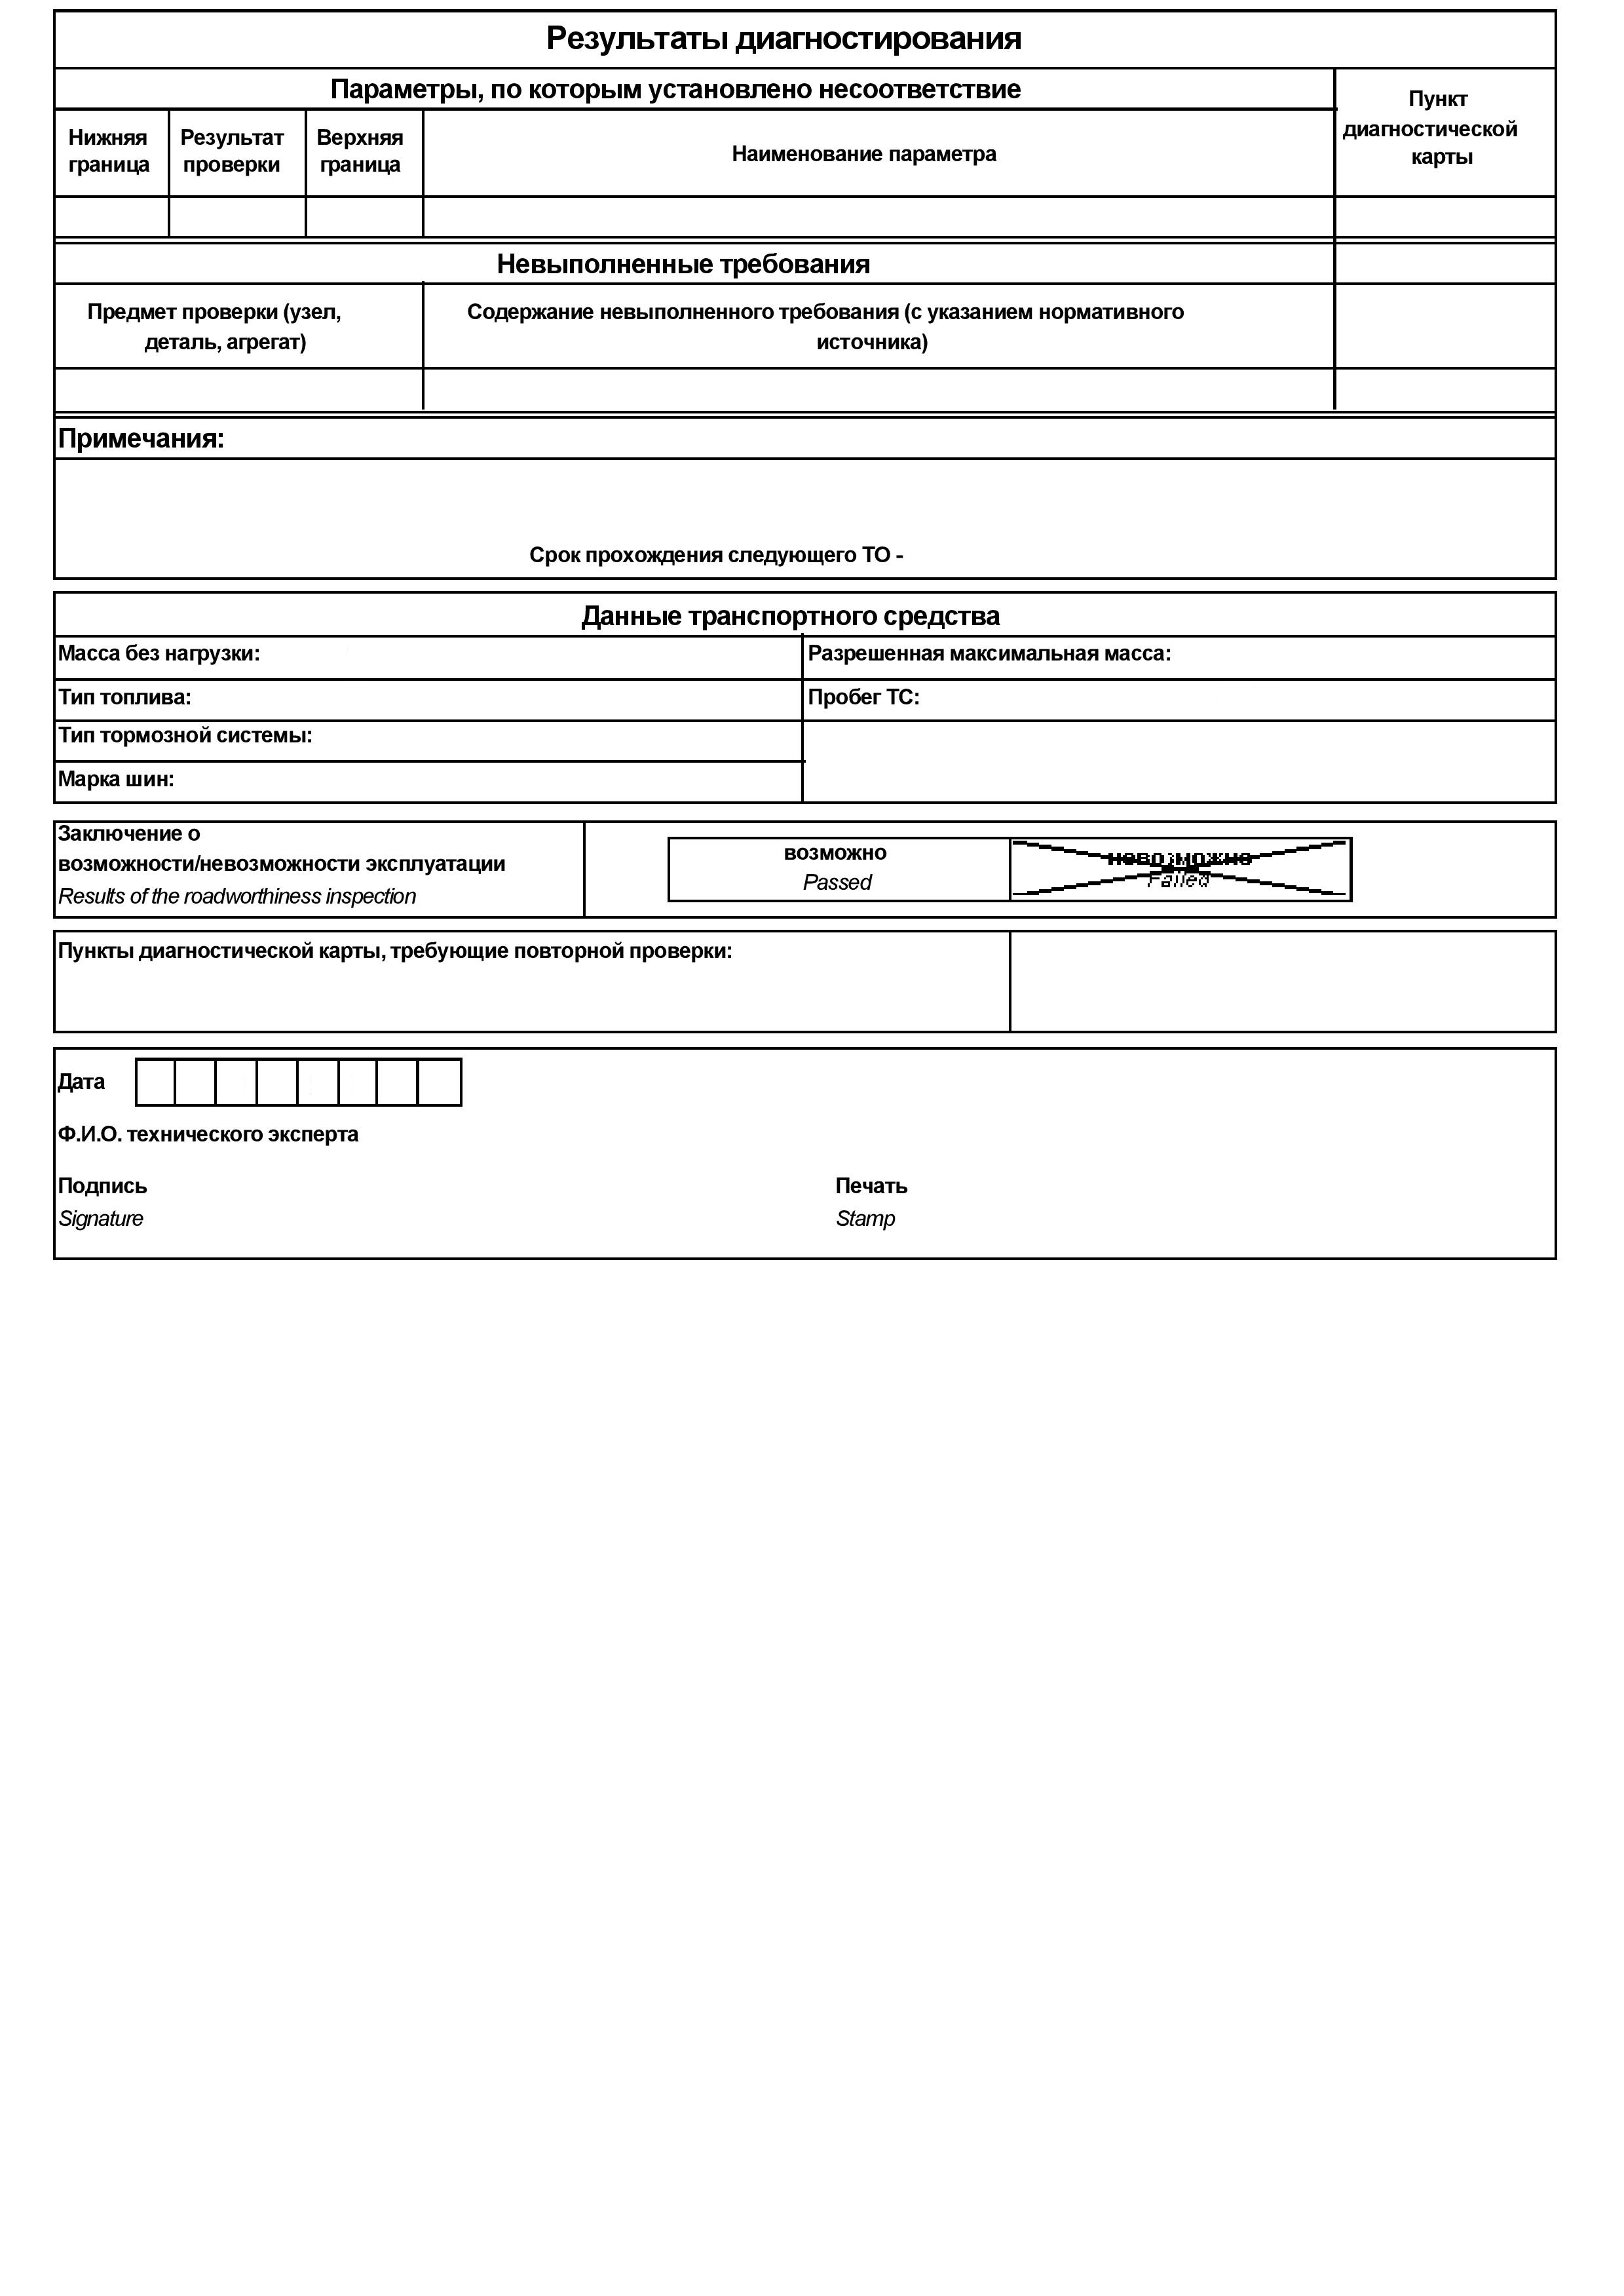 Результаты диагностирования
Параметры, по которым установлено несоответствие
Пункт
диагностической
карты
Нижняя
граница
Результат
проверки
Верхняя
граница
Наименование параметра
Невыполненные требования
Предмет проверки (узел,
деталь, агрегат)
Содержание невыполненного требования (с указанием нормативного
источника)
Примечания:
Срок прохождения следующего ТО -
Данные транспортного средства
Масса без нагрузки:
Разрешенная максимальная масса:
Тип топлива:
Пробег ТС:
Тип тормозной системы:
Марка шин:
Заключение о
возможности/невозможности эксплуатации
Results of the roadworthiness inspection
возможно
Passed
невозможно
Failed
Пункты диагностической карты, требующие повторной проверки:
Дата
Ф.И.О. технического эксперта
Подпись
Signature
Печать
Stamp